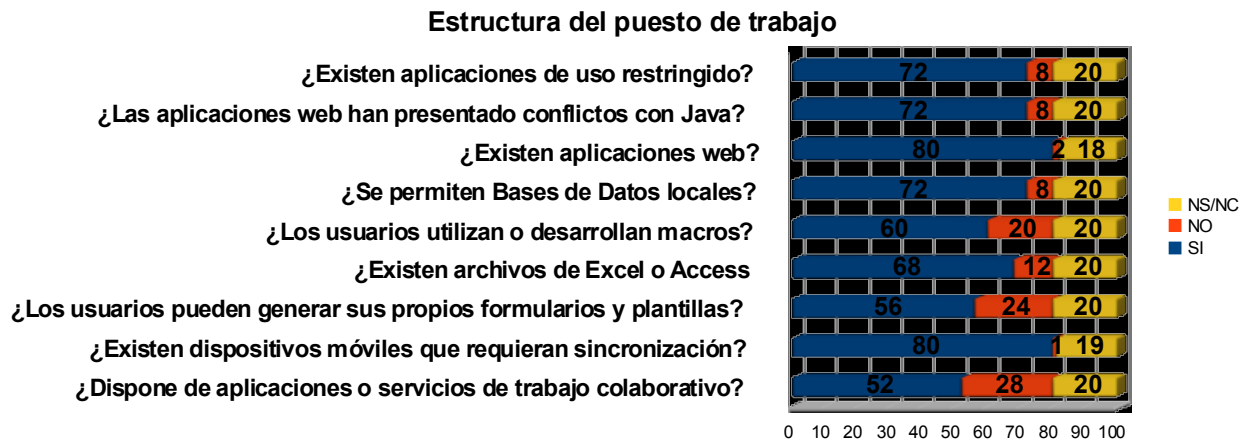 Estructura del puesto de trabajo
¿Existen aplicaciones de uso restringido?
72 8 20
¿Las aplicaciones web han presentado conflictos con Java?
72 8 20
¿Existen aplicaciones web?
80 2 18
¿Se permiten Bases de Datos locales?
72 8 20
¿Los usuarios utilizan o desarrollan macros?
60 20 20
¿Existen archivos de Excel o Access
68 12 20
¿Los usuarios pueden generar sus propios formularios y plantillas?
56 24 20
¿Existen dispositivos móviles que requieran sincronización?
80 1 19
¿Dispone de aplicaciones o servicios de trabajo colaborativo?
52 28 20
0 10 20 30 40 50 60 70 80 90 100
NS/NC
NO
SI